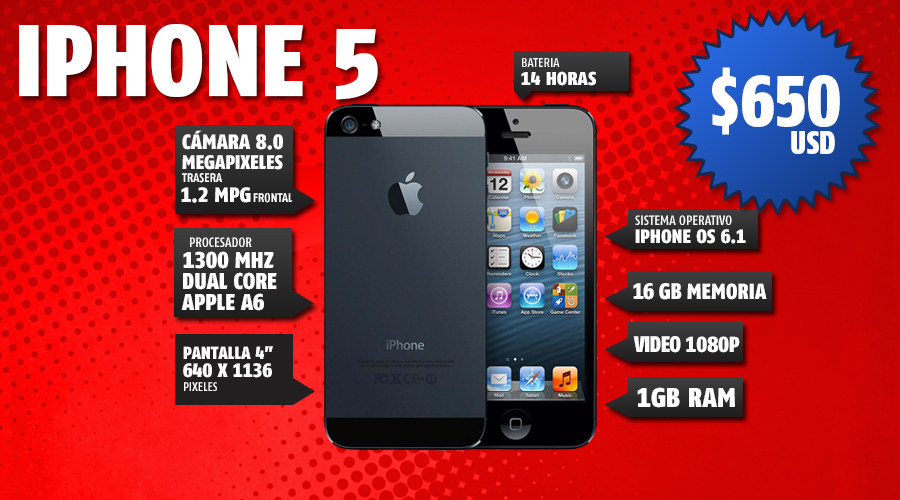 IPHONE 5
BATERIA
14 HORAS
$650
USD
CÁMARA 8.0
MEGAPIXELES
TRASERA
1.2 MPG FRONTAL
PROCESADOR
1300 MHZ
DUAL CORE
APPLE A6
PANTALLA 4"
640 X 1136
PIXELES
iPhone
9:41 AM
12
Calendar Photos Camera
Maps Weather Passbook
Reminders Clock Stocks
iTunes App Store Game Center
Mail Safari Music
SISTEMA OPERATIVO
IPHONE OS 6.1
16 GB MEMORIA
VIDEO 1080P
1GB RAM